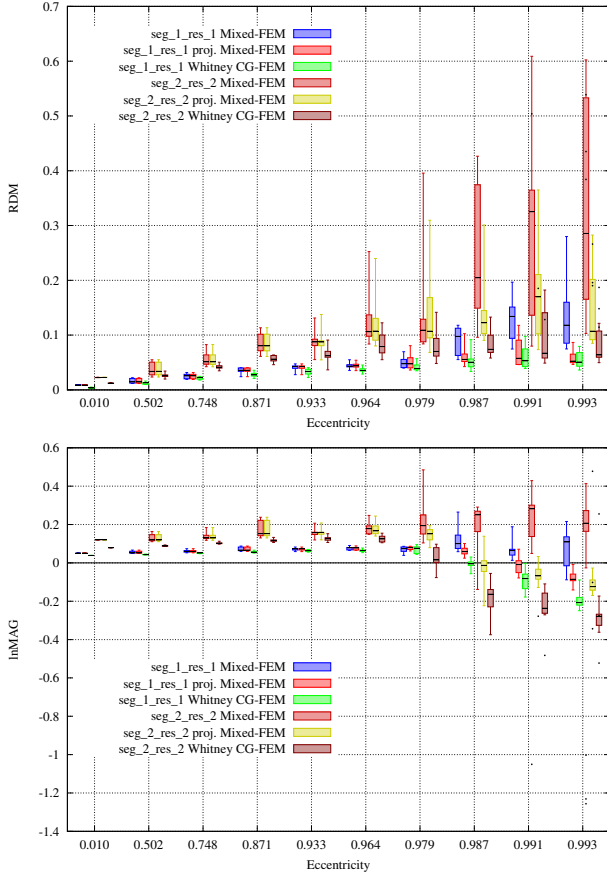 0.7
0.6
0.5
0.4
0.3
0.2
0.1
0
RDM
seg_1_res_1 Mixed-FEM
seg_1_res_1 proj. Mixed-FEM
seg_1_res_1 Whitney CG-FEM
seg_2_res_2 Mixed-FEM
seg_2_res_2 proj. Mixed-FEM
seg_2_res_2 Whitney CG-FEM
0.010 0.502 0.748 0.871 0.933 0.964 0.979 0.987 0.991 0.993
Eccentricity
0.6
0.4
0.2
0
-0.2
-0.4
-0.6
-0.8
-1
-1.2
-1.4
lnMAG
seg_1_res_1 Mixed-FEM
seg_1_res_1 proj. Mixed-FEM
seg_1_res_1 Whitney CG-FEM
seg_2_res_2 Mixed-FEM
seg_2_res_2 proj. Mixed-FEM
seg_2_res_2 Whitney CG-FEM
0.010 0.502 0.748 0.871 0.933 0.964 0.979 0.987 0.991 0.993
Eccentricity